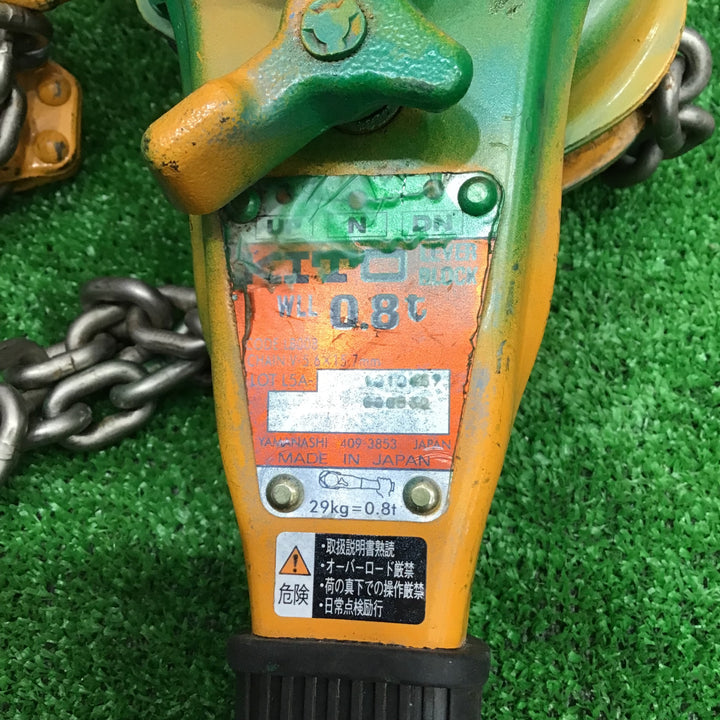 N DN
LEVER
BLOCK
WLL 0.8t
LOT L5A-
YAMANASHI 409-3853 JAPAN
MADE IN JAPAN
29kg=0.8t
危険
・取扱説明書熟読
・オーバーロード厳禁
・荷の真下での操作厳禁
・日常点検励行